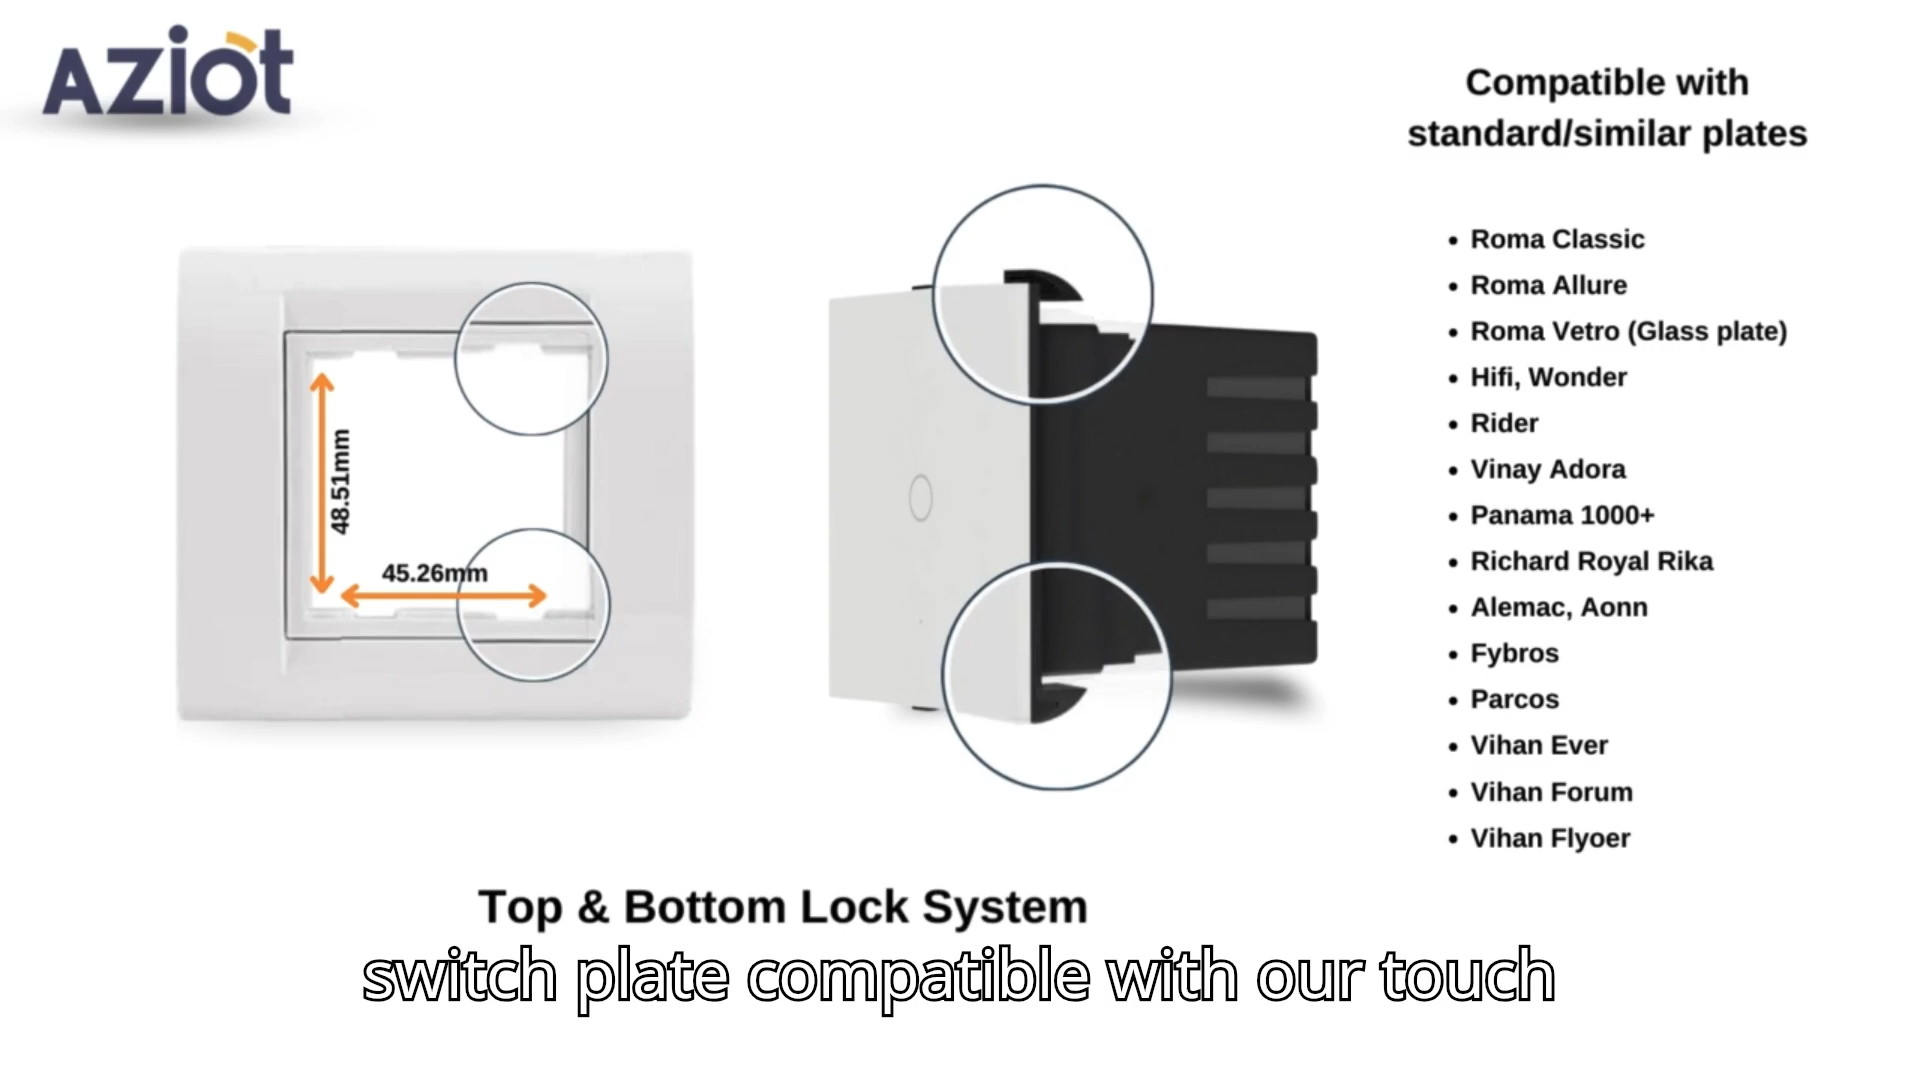 Aziot
Compatible with
standard/similar plates
• Roma Classic
• Roma Allure
• Roma Vetro (Glass plate)
• Hifi, Wonder
• Rider
• Vinay Adora
• Panama 1000+
• Richard Royal Rika
• Alemac, Aonn
• Fybros
• Parcos
• Vihan Ever
• Vihan Forum
• Vihan Flyoer
48.51mm
45.26mm
Top & Bottom Lock System
switch plate compatible with our touch